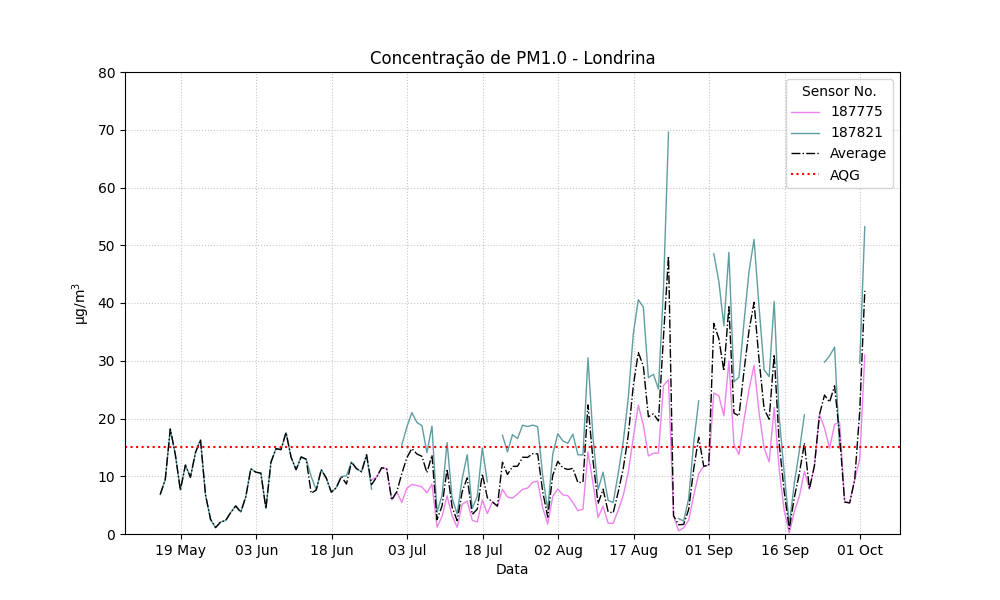 Concentração de PM1.0 - Londrina
Sensor No.
187775
187821
Average
AQG
µg/m³
80
70
60
50
40
30
20
10
0
19 May
03 Jun
18 Jun
03 Jul
18 Jul
02 Aug
17 Aug
01 Sep
16 Sep
01 Oct
Data